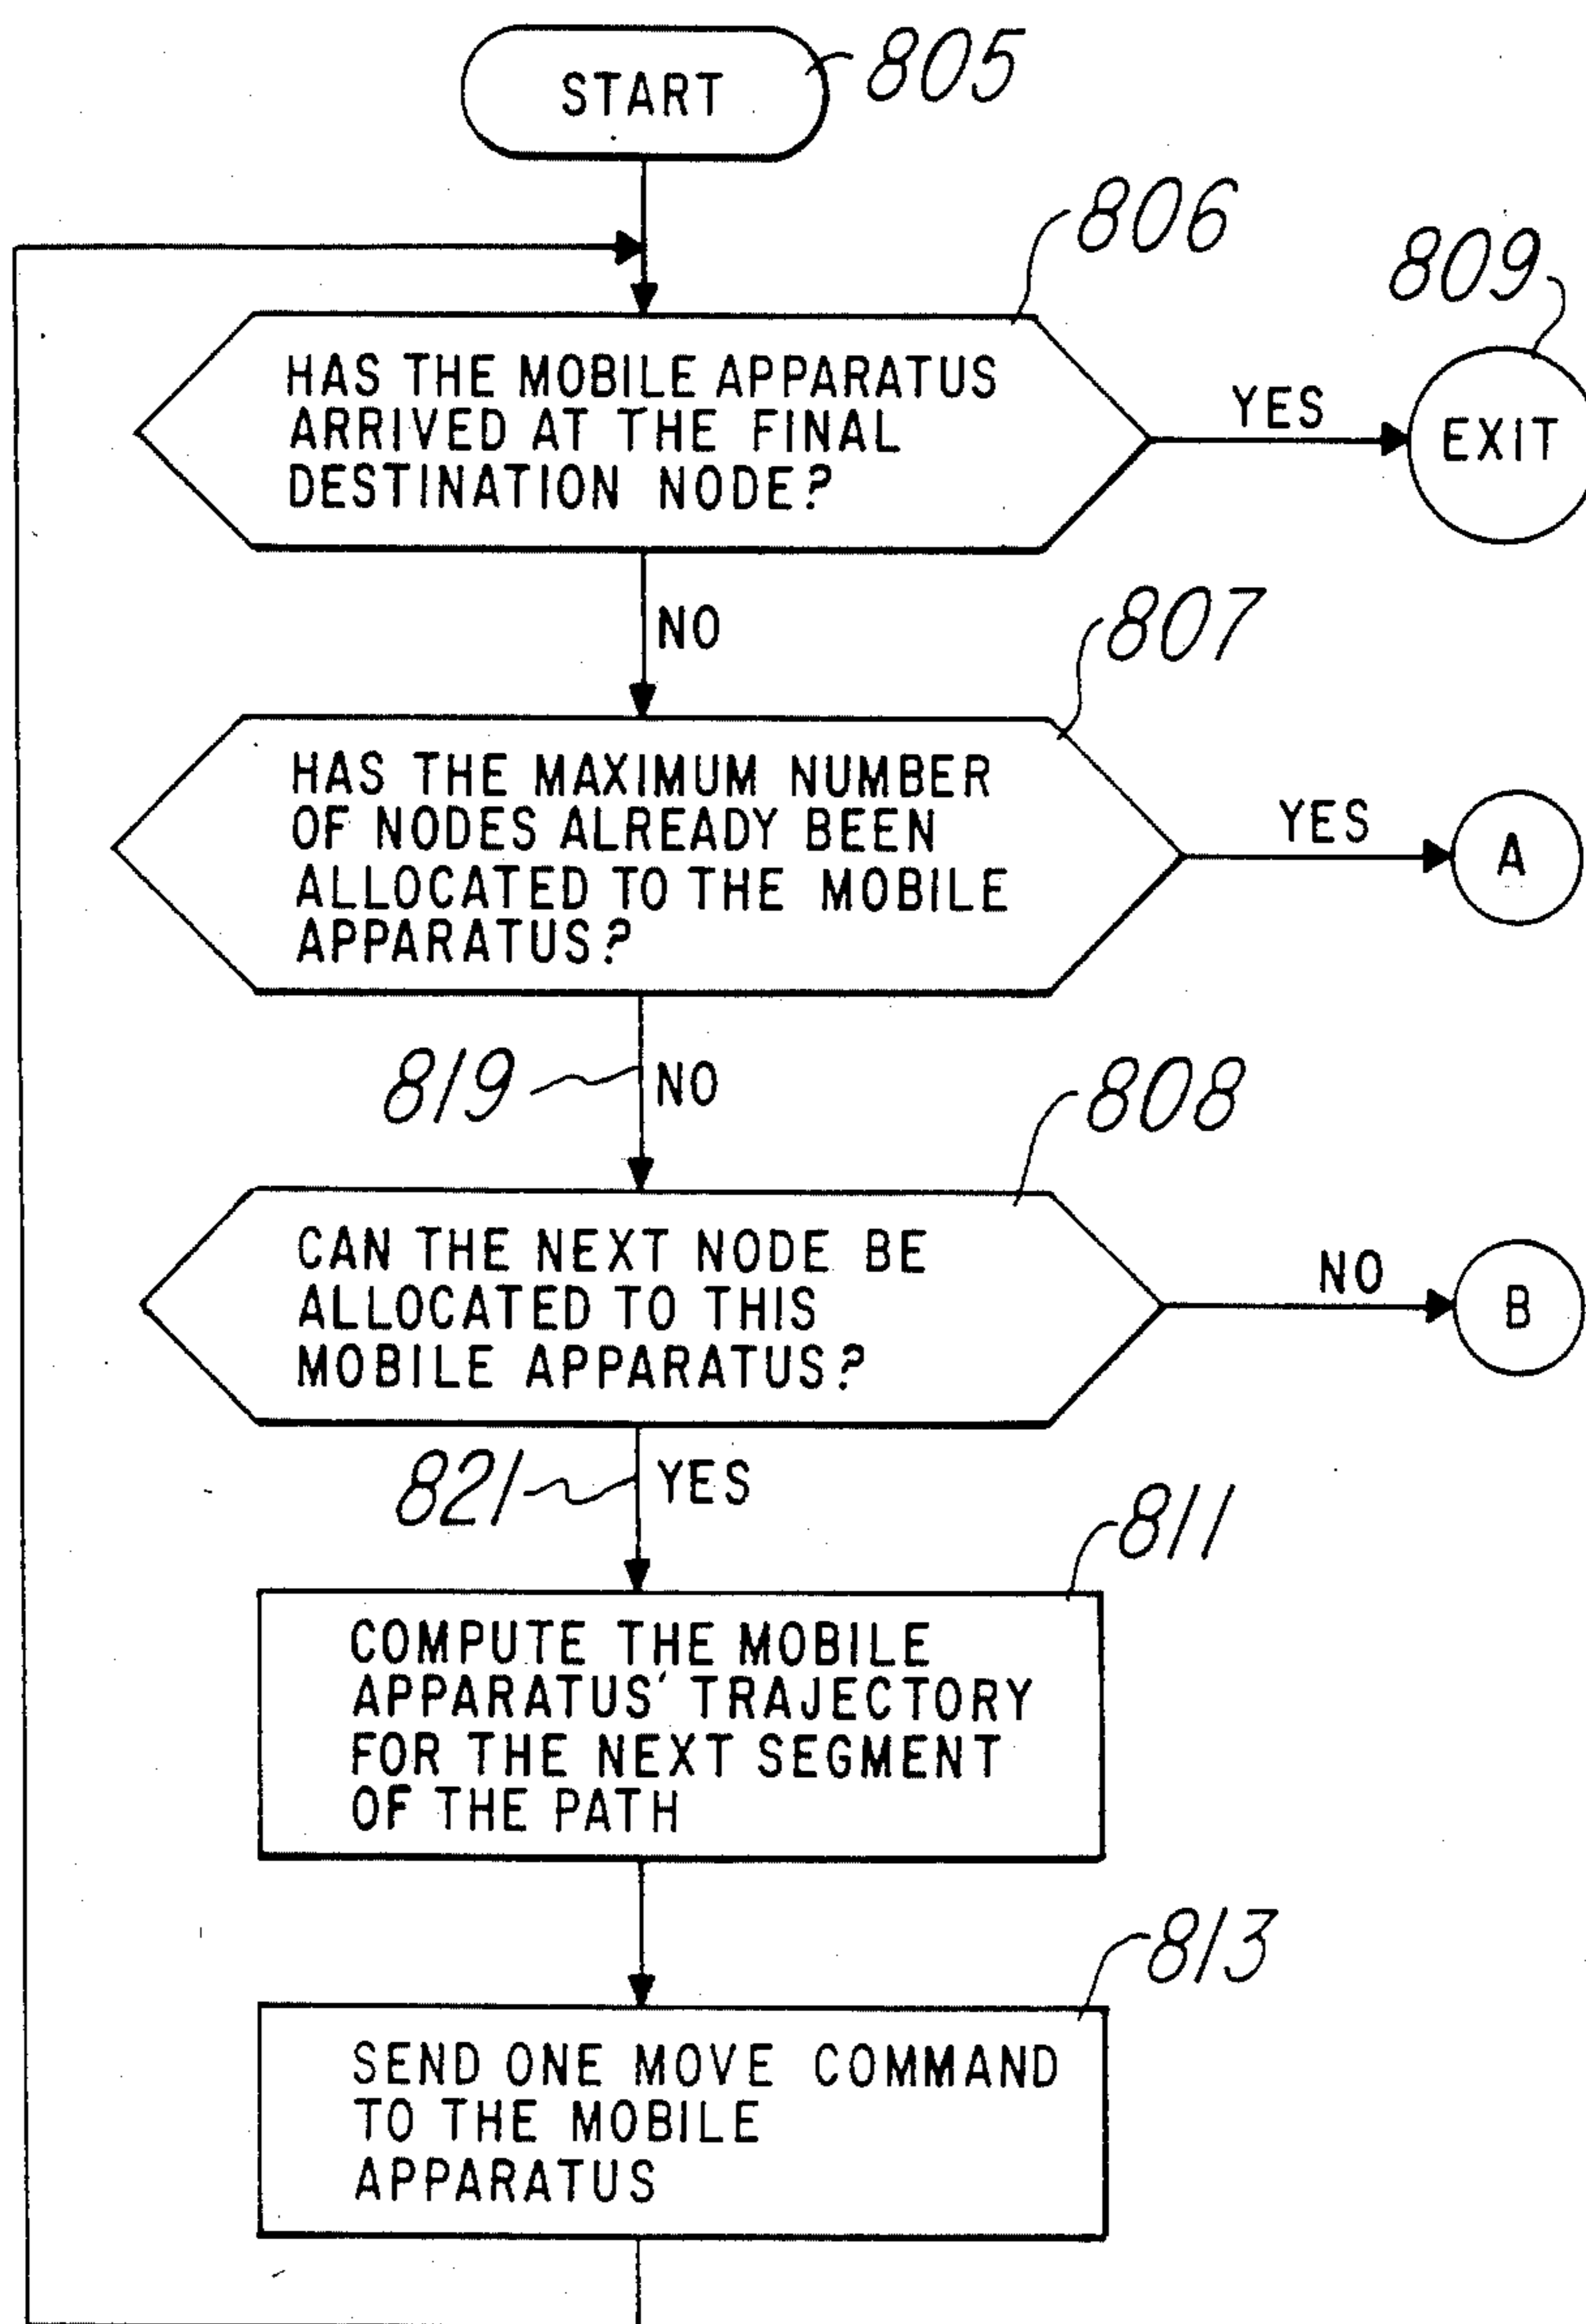 START
805
806
809
HAS THE MOBILE APPARATUS
ARRIVED AT THE FINAL
DESTINATION NODE?
YES
EXIT
NO
807
HAS THE MAXIMUM NUMBER
OF NODES ALREADY BEEN
ALLOCATED TO THE MOBILE
APPARATUS?
YES
A
819
NO
808
CAN THE NEXT NODE BE
ALLOCATED TO THIS
MOBILE APPARATUS?
NO
B
821
YES
811
COMPUTE THE MOBILE
APPARATUS' TRAJECTORY
FOR THE NEXT SEGMENT
OF THE PATH
813
SEND ONE MOVE COMMAND
TO THE MOBILE
APPARATUS